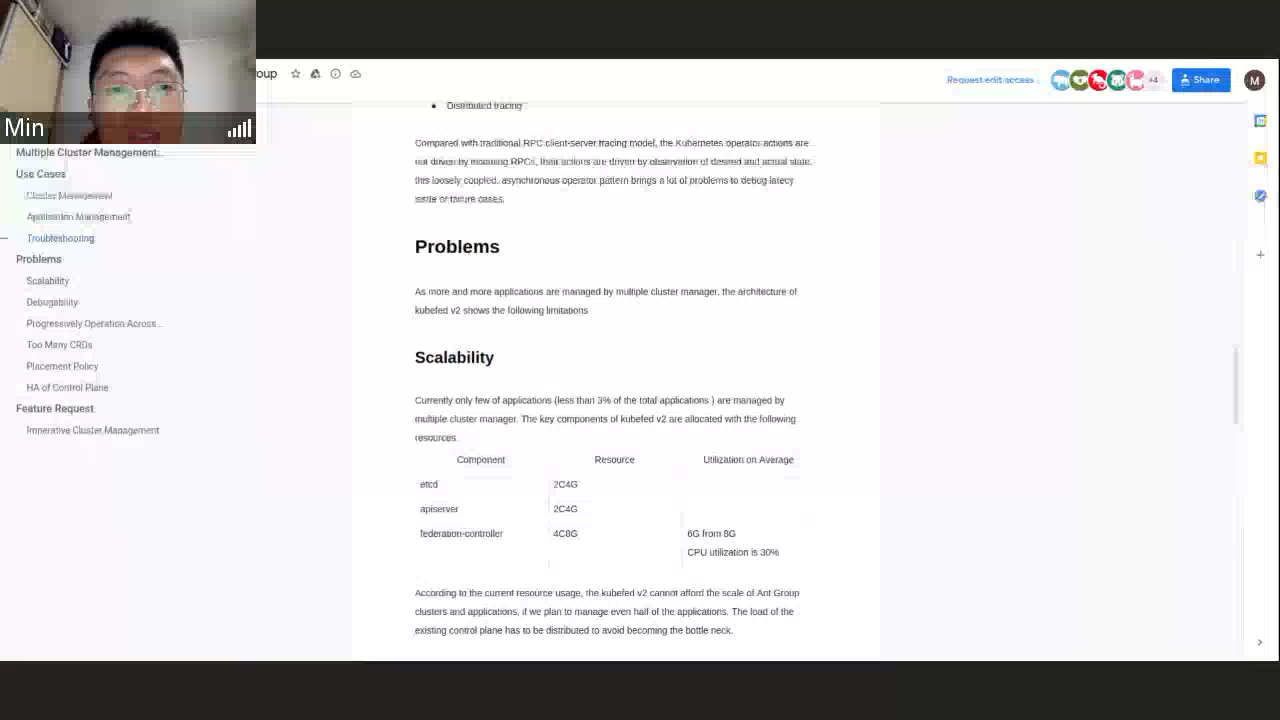 oup
Request edit access
+4
Share
M
Min
Multiple Cluster Management...
Use Cases
Cluster Management
Application Management
Troubleshooting
Problems
Scalability
Debugability
Progressively Operation Across ...
Too Many CRDs
Placement Policy
HA of Control Plane
Feature Request
Imperative Cluster Management
Distributed tracing
Compared with traditional RPC client-server tracing model, the Kubernetes operator actions are
not driven by incoming RPCs, their actions are driven by observation of desired and actual state,
this loosely coupled, asynchronous operator pattern brings a lot of problems to debug latecy
issue or failure cases.
Problems
As more and more applications are managed by multiple cluster manager, the architecture of
kubefed v2 shows the following limitations
Scalability
Currently only few of applications (less than 3% of the total applications ) are managed by
multiple cluster manager. The key components of kubefed v2 are allocated with the following
resources.
Component Resource Utilization on Average
etcd 2C4G
apiserver 2C4G
federation-controller 4C8G 6G from 8G
CPU utilization is 30%
According to the current resource usage, the kubefed v2 cannot afford the scale of Ant Group
clusters and applications, if we plan to manage even half of the applications. The load of the
existing control plane has to be distributed to avoid becoming the bottle neck.